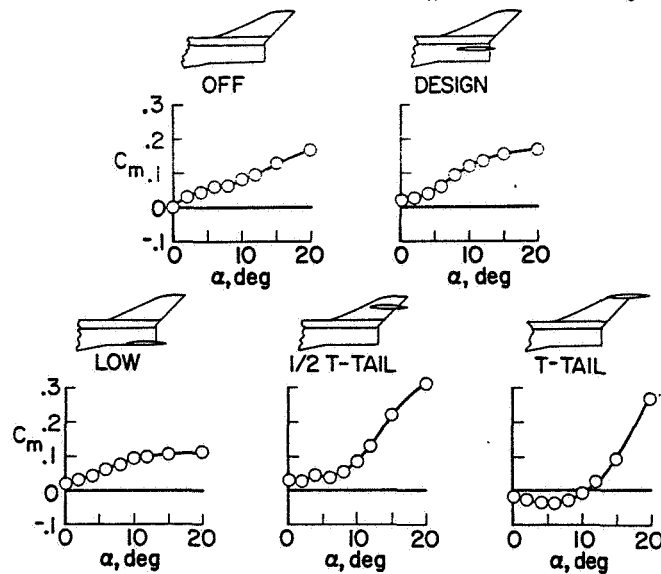 OFF
DESIGN
.3
.2
Cm .1
0
-.1
0 10 20
α, deg
0 10 20
α, deg
LOW
1/2 T-TAIL
T-TAIL
.3
.2
Cm .1
0
-.1
0 10 20
α, deg
0 10 20
α, deg
0 10 20
α, deg